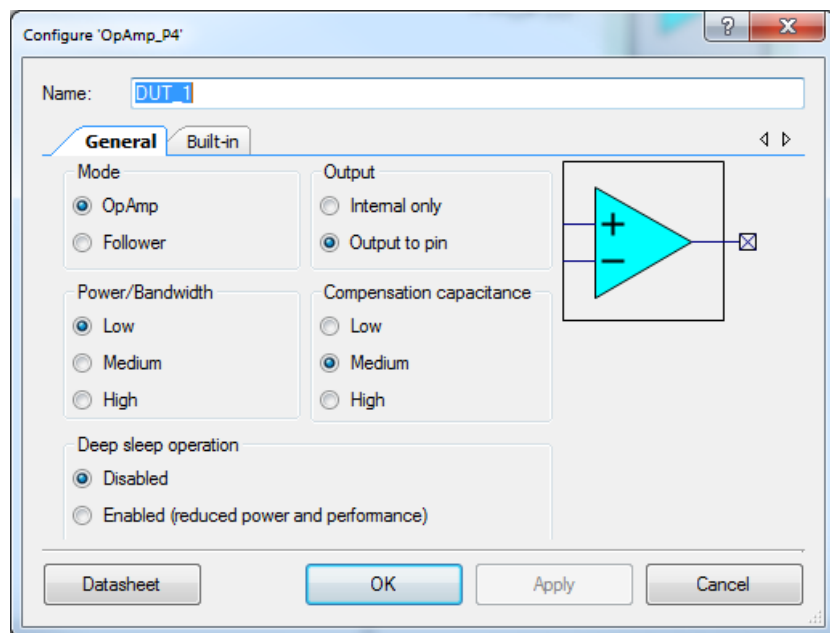 Configure 'OpAmp_P4'
Name: DUT_1
General Built-in
Mode
OpAmp
Follower
Output
Internal only
Output to pin
Power/Bandwidth
Low
Medium
High
Compensation capacitance
Low
Medium
High
Deep sleep operation
Disabled
Enabled (reduced power and performance)
Datasheet OK Apply Cancel